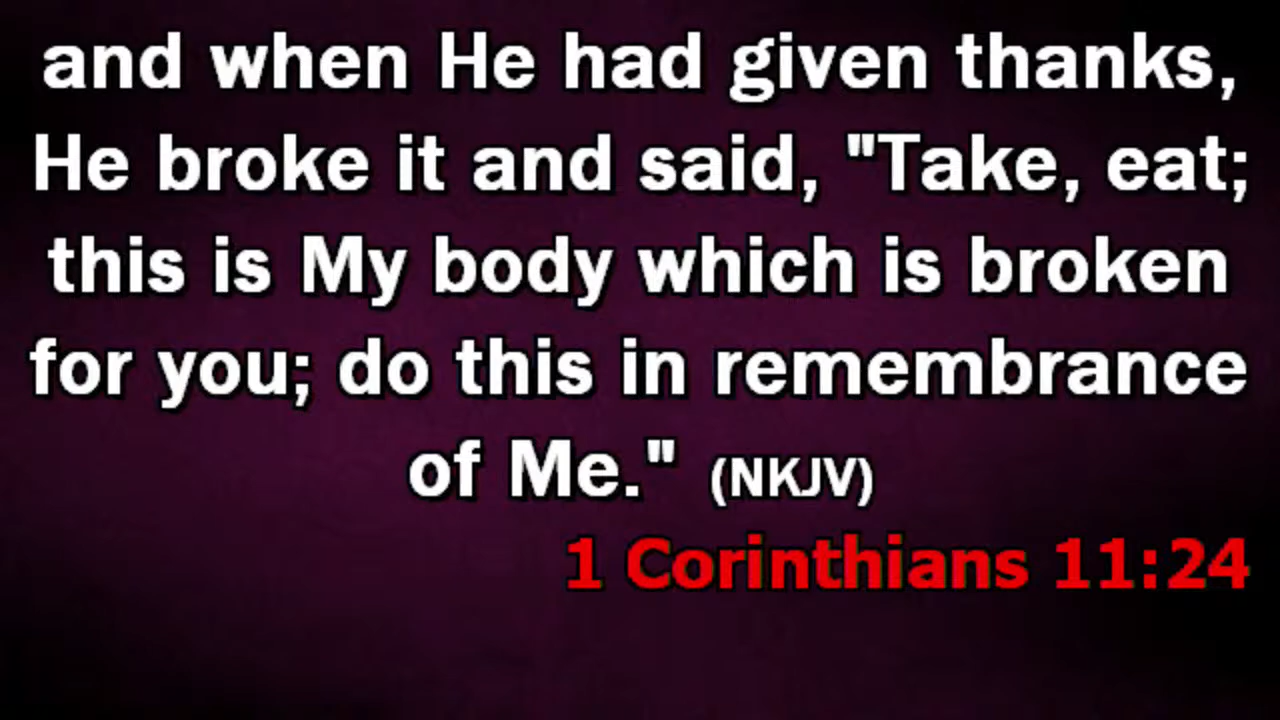 and when He had given thanks,
He broke it and said, "Take, eat;
this is My body which is broken
for you; do this in remembrance
of Me." (NKJV)
1 Corinthians 11:24